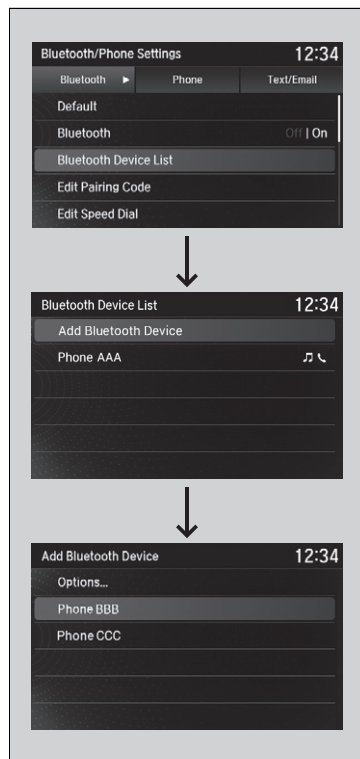 Bluetooth/Phone Settings 12:34
Bluetooth ► Phone Text/Email
Default
Bluetooth Off | On
Bluetooth Device List
Edit Pairing Code
Edit Speed Dial
Bluetooth Device List 12:34
Add Bluetooth Device
Phone AAA
Add Bluetooth Device 12:34
Options...
Phone BBB
Phone CCC